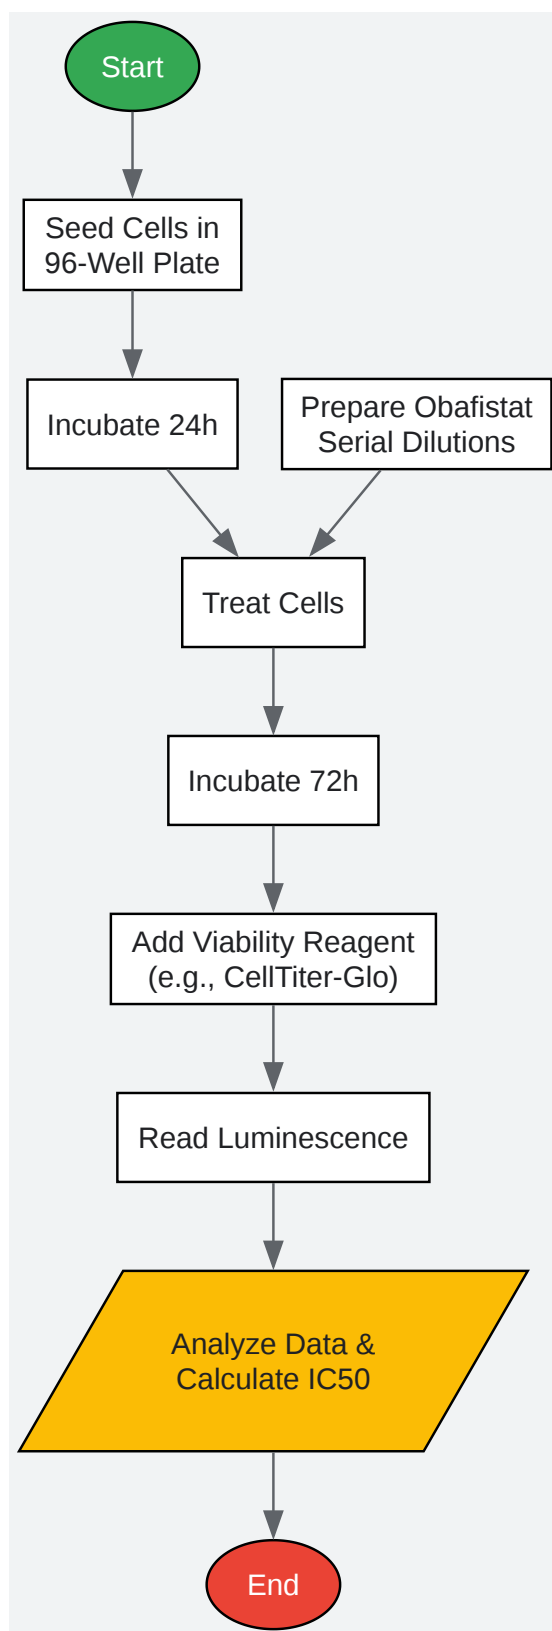 Start
Seed Cells in
96-Well Plate
Incubate 24h
Prepare Obafistat
Serial Dilutions
Treat Cells
Incubate 72h
Add Viability Reagent
(e.g., CellTiter-Glo)
Read Luminescence
Analyze Data &
Calculate IC50
End